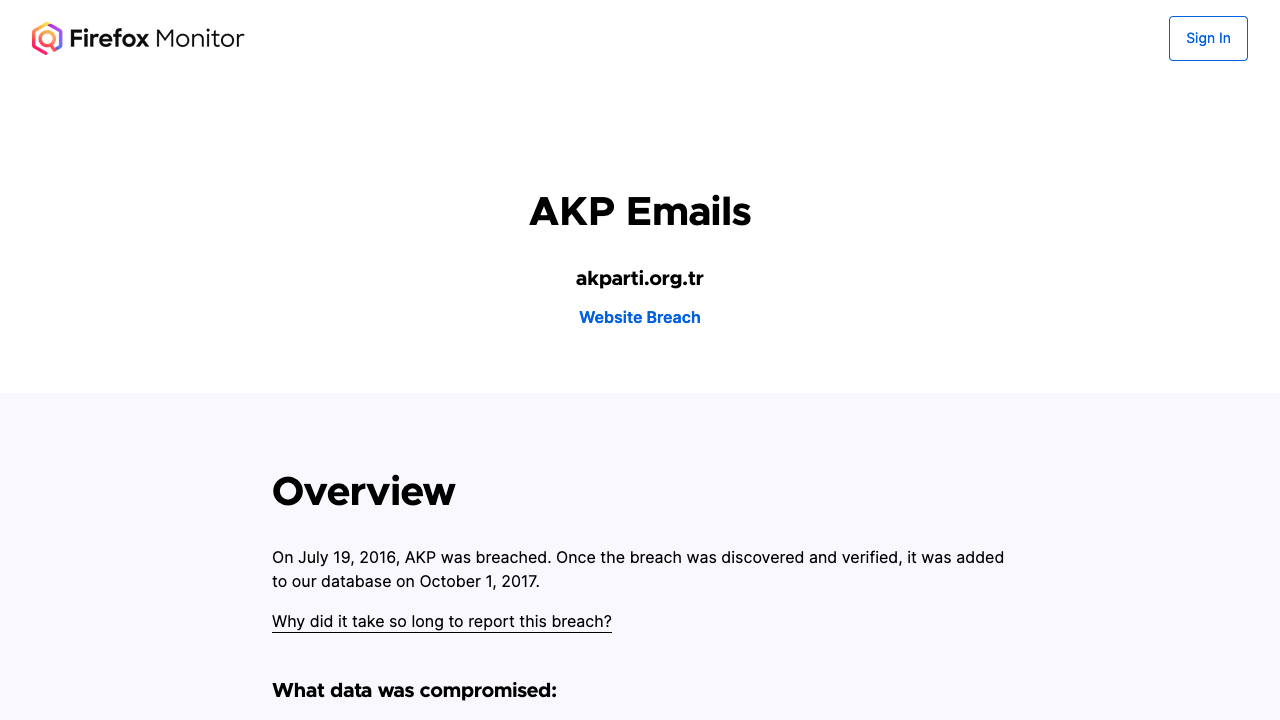 Firefox Monitor
Sign In
AKP Emails
akparti.org.tr
Website Breach
Overview
On July 19, 2016, AKP was breached. Once the breach was discovered and verified, it was added
to our database on October 1, 2017.
Why did it take so long to report this breach?
What data was compromised: